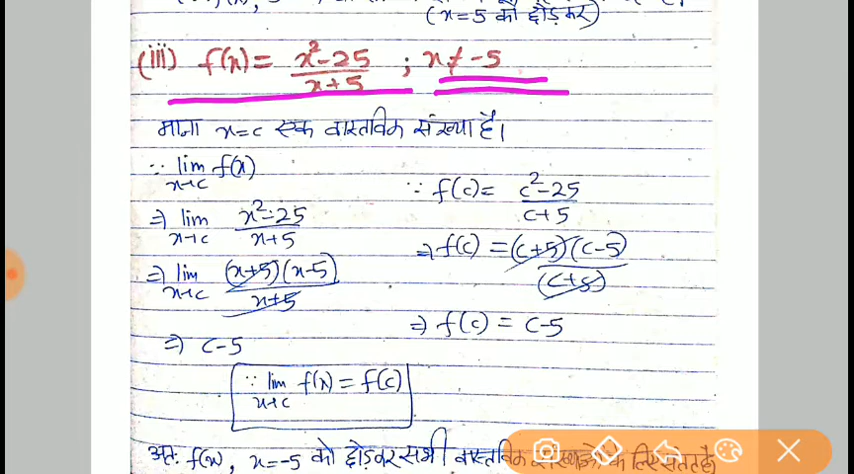 (x=5 को छोड़कर)
(iii) f(x) = x²-25 / x+5 ; x ≠ -5
माना x=c एक वास्तविक संख्या है।
∵ lim x→c f(x)
∵ f(c) = c²-25 / c+5
⇒ lim x→c x²-25 / x+5
⇒ f(c) = (c+5)(c-5) / (c+5)
⇒ lim x→c (x+5)(x-5) / x+5
⇒ f(c) = c-5
⇒ c-5
∵ lim x→c f(x) = f(c)
अतः f(x), x=-5 को छोड़कर सभी वास्तविक संख्याओं के लिए संतत है